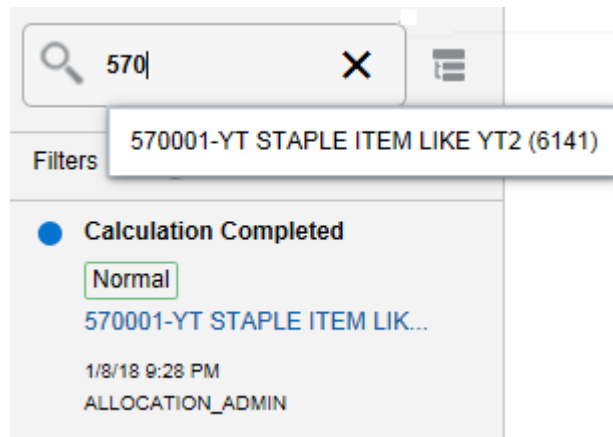 570
570001-YT STAPLE ITEM LIKE YT2 (6141)
Filters
Calculation Completed
Normal
570001-YT STAPLE ITEM LIK...
1/8/18 9:28 PM
ALLOCATION_ADMIN